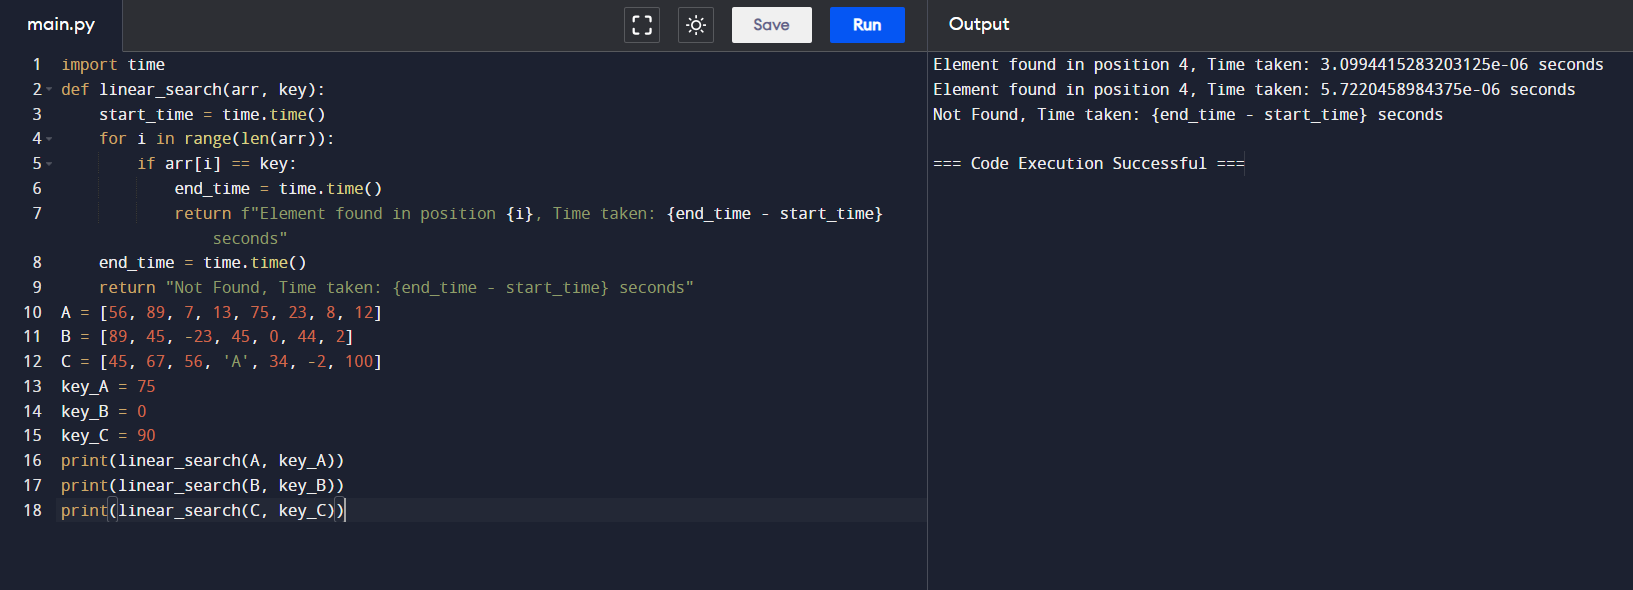 main.py Save Run Output
1 import time
2 def linear_search(arr, key):
3     start_time = time.time()
4     for i in range(len(arr)):
5         if arr[i] == key:
6             end_time = time.time()
7             return f"Element found in position {i}, Time taken: {end_time - start_time}
                seconds"
8     end_time = time.time()
9     return "Not Found, Time taken: {end_time - start_time} seconds"
10 A = [56, 89, 7, 13, 75, 23, 8, 12]
11 B = [89, 45, -23, 45, 0, 44, 2]
12 C = [45, 67, 56, 'A', 34, -2, 100]
13 key_A = 75
14 key_B = 0
15 key_C = 90
16 print(linear_search(A, key_A))
17 print(linear_search(B, key_B))
18 print(linear_search(C, key_C))
Element found in position 4, Time taken: 3.0994415283203125e-06 seconds
Element found in position 4, Time taken: 5.7220458984375e-06 seconds
Not Found, Time taken: {end_time - start_time} seconds
=== Code Execution Successful ===